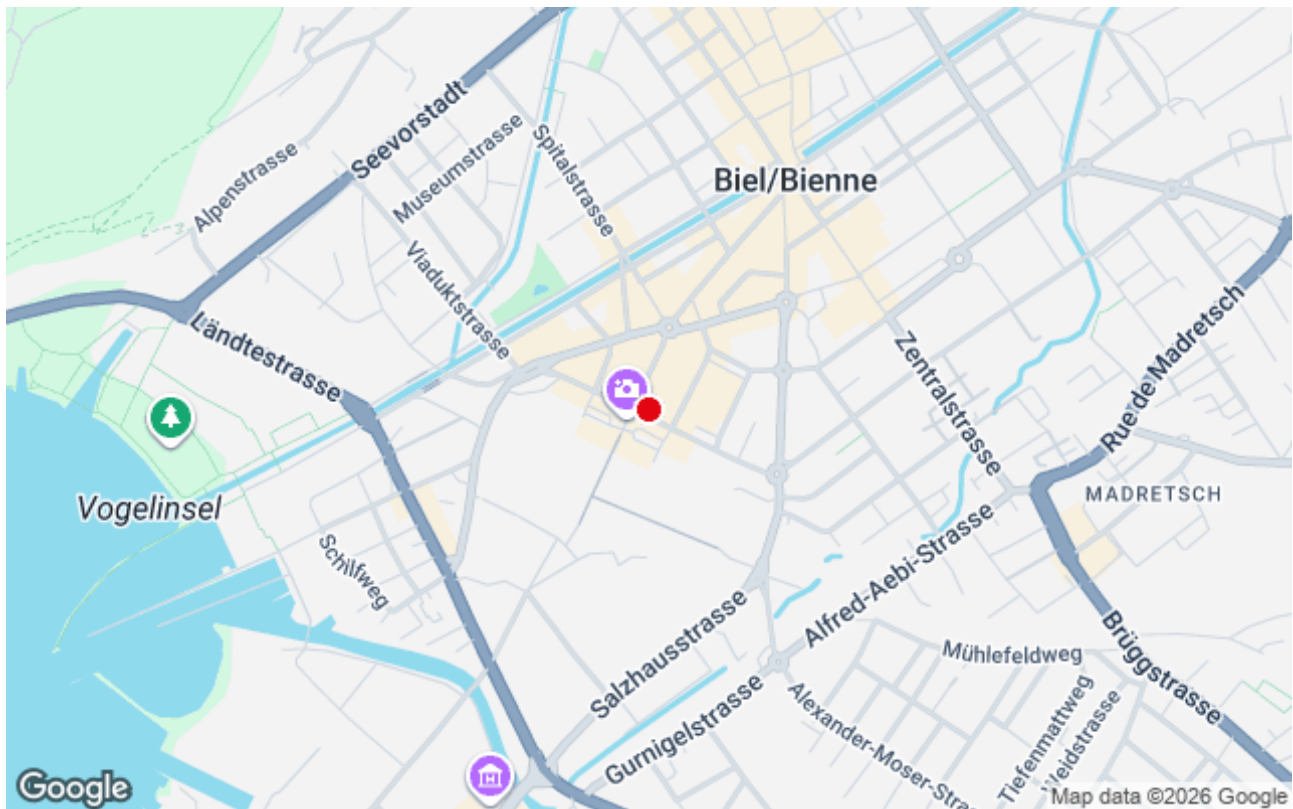 Seevorstadt
Museumstrasse
Spitalstrasse
Alpenstrasse
Biel/Bienne
Viaduktstrasse
Ländtestrasse
Zentralstrasse
Rue de Madretsch
Vogelinsel
MADRETSCH
Schilfweg
Alfred-Aebi-Strasse
Salzhausstrasse
Mühlefeldweg
Brüggstrasse
Gurnigelstrasse
Alexander-Moser-Stra
Tiefenmattweg
Weidstrasse
Google
Map data ©2026 Google